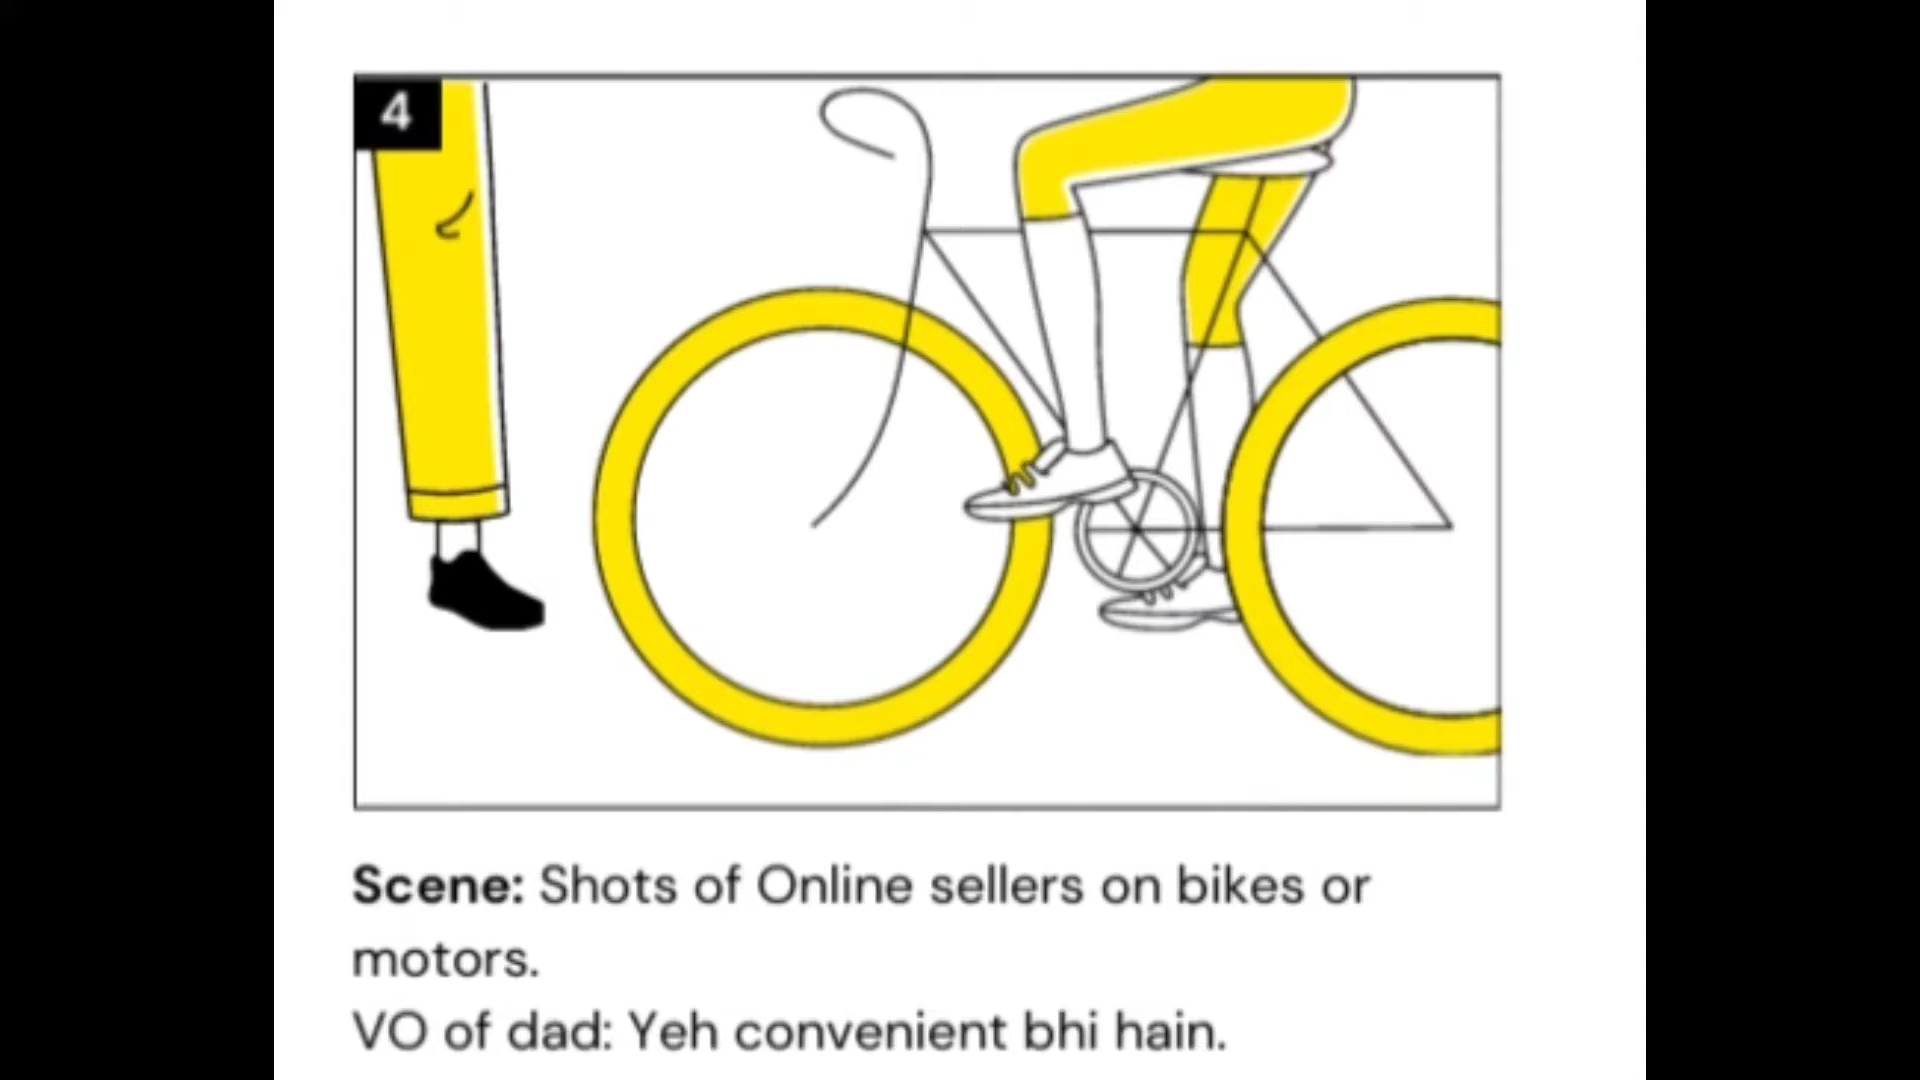 4
Scene: Shots of Online sellers on bikes or
motors.
VO of dad: Yeh convenient bhi hain.